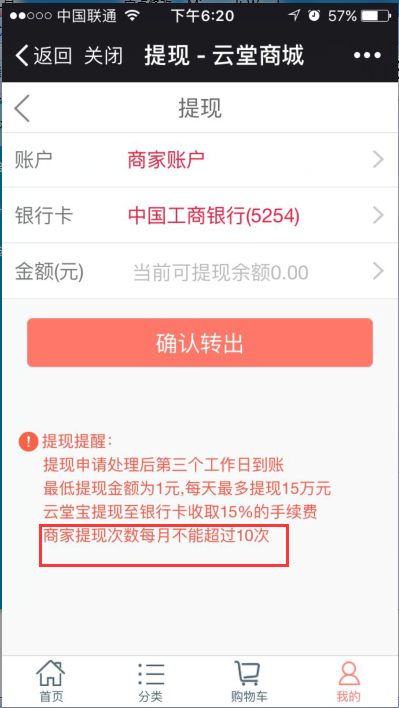 中国联通 下午6:20 57%
返回 关闭 提现 - 云堂商城
提现
账户 商家账户
银行卡 中国工商银行(5254)
金额(元) 当前可提现余额0.00
确认转出
提现提醒:
提现申请处理后第三个工作日到账
最低提现金额为1元,每天最多提现15万元
云堂宝提现至银行卡收取15%的手续费
商家提现次数每月不能超过10次
首页 分类 购物车 我的